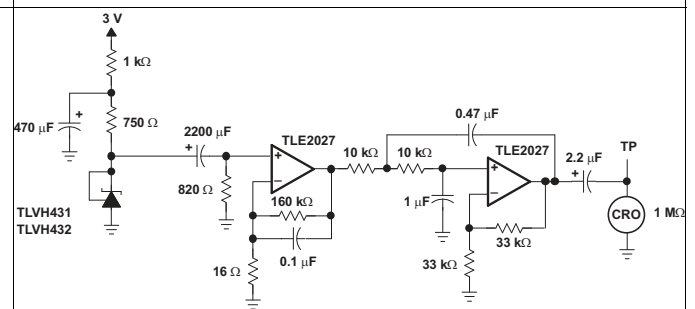 3 V
1 kΩ
470 μF
+
750 Ω
2200 μF
+
820 Ω
TLVH431
TLVH432
TLE2027
+
−
160 kΩ
0.1 μF
16 Ω
10 kΩ
10 kΩ
0.47 μF
1 μF
TLE2027
+
−
33 kΩ
33 kΩ
2.2 μF
+
TP
CRO
1 MΩ